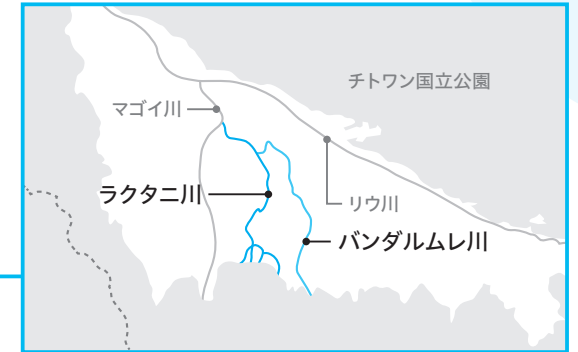 チトワン国立公園
マゴイ川
ラクタニ川
リウ川
バンダルムレ川